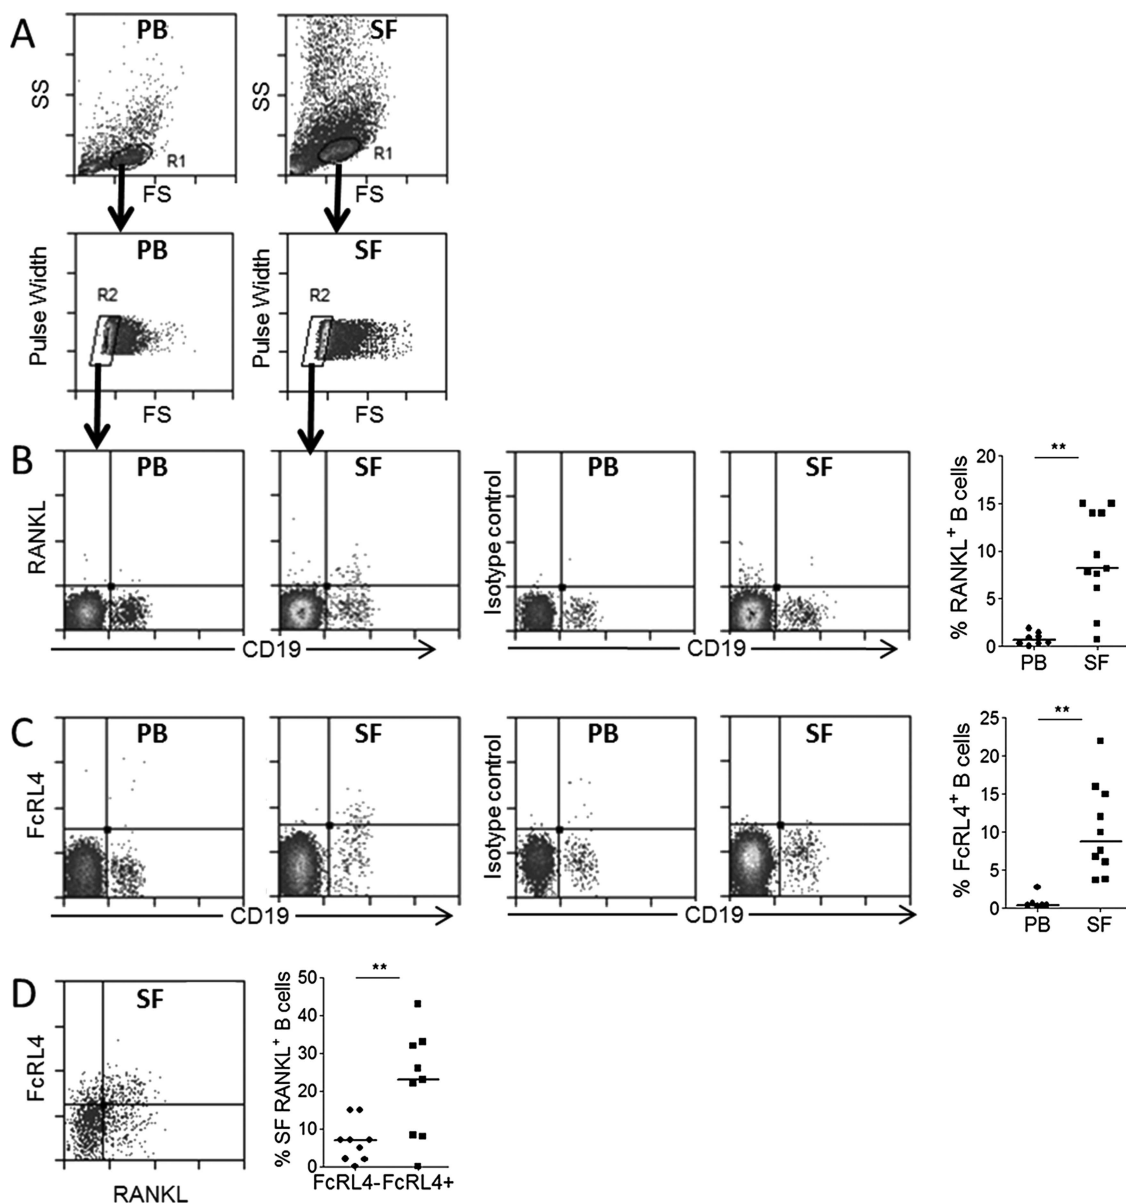 A
PB
SF
SS
R1
FS
SS
R1
FS
PB
SF
Pulse Width
R2
FS
Pulse Width
R2
FS
B
PB
SF
PB
SF
RANKL
CD19
Isotype control
CD19
**
% RANKL+ B cells
20
15
10
5
0
PB SF
C
PB
SF
PB
SF
FcRL4
CD19
Isotype control
CD19
**
% FcRL4+ B cells
25
20
15
10
5
0
PB SF
D
SF
FcRL4
RANKL
**
% SF RANKL+ B cells
50
40
30
20
10
0
FcRL4- FcRL4+